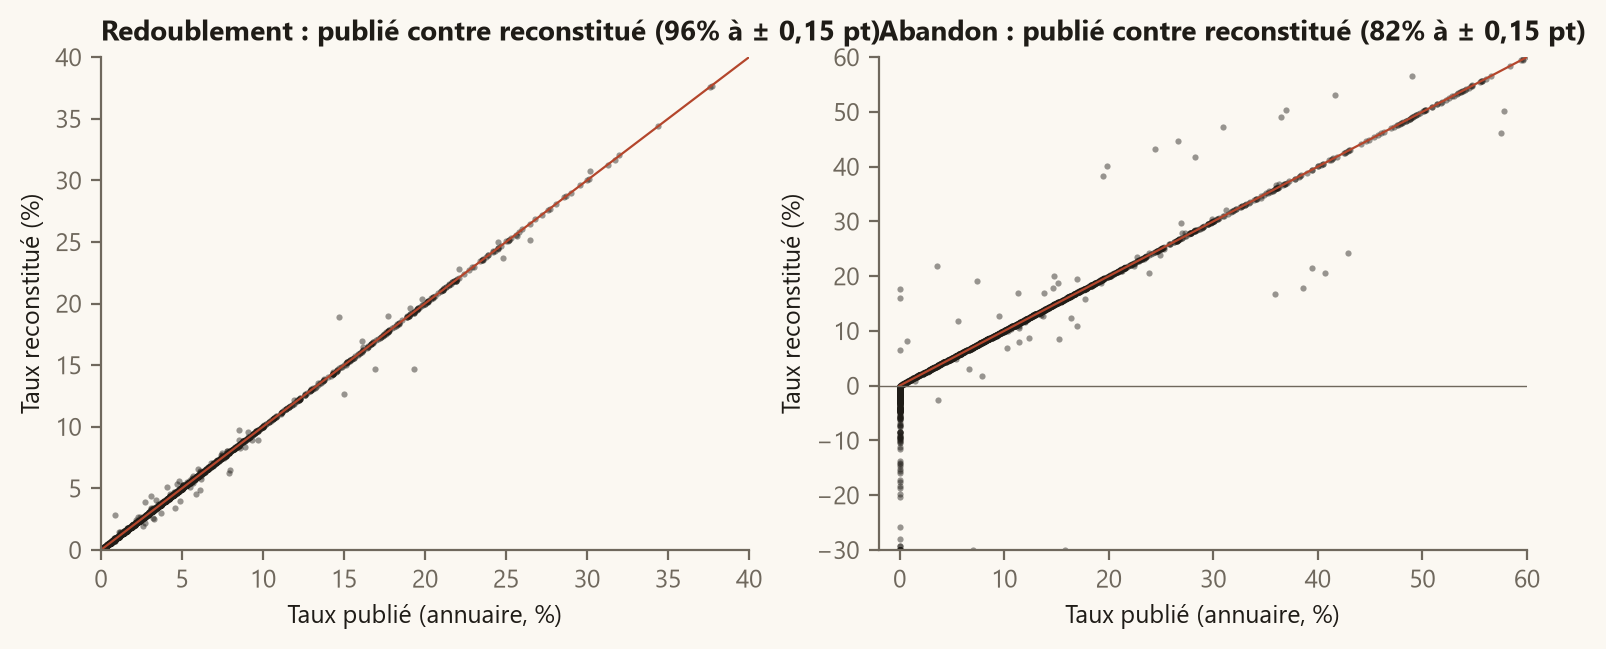 Redoublement : publié contre reconstitué (96% à ± 0,15 pt)
Taux reconstitué (%)
40
35
30
25
20
15
10
5
0
0 5 10 15 20 25 30 35 40
Taux publié (annuaire, %)
Abandon : publié contre reconstitué (82% à ± 0,15 pt)
Taux reconstitué (%)
60
50
40
30
20
10
0
−10
−20
−30
0 10 20 30 40 50 60
Taux publié (annuaire, %)